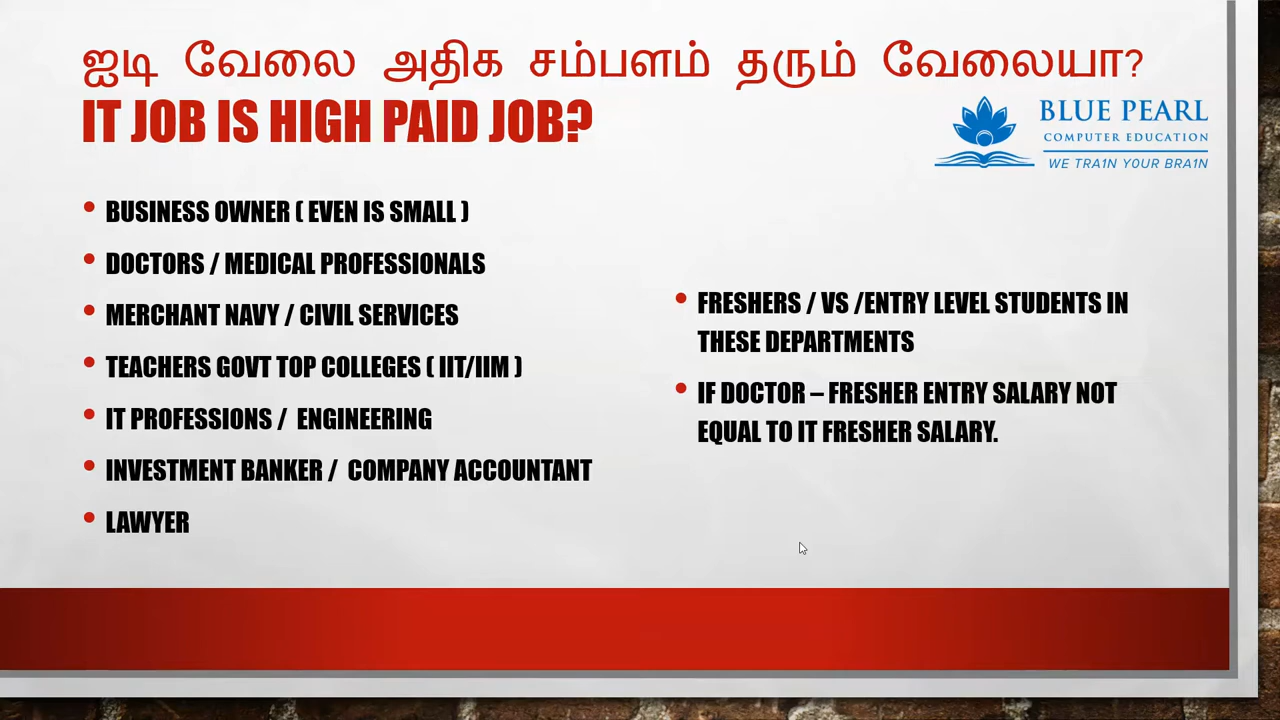 ஐடி வேலை அதிக சம்பளம் தரும் வேலையா?
IT JOB IS HIGH PAID JOB?
BLUE PEARL
COMPUTER EDUCATION
WE TRA1N Y0UR BRA1N
• BUSINESS OWNER ( EVEN IS SMALL )
• DOCTORS / MEDICAL PROFESSIONALS
• MERCHANT NAVY / CIVIL SERVICES
• TEACHERS GOVT TOP COLLEGES ( IIT/IIM )
• IT PROFESSIONS / ENGINEERING
• INVESTMENT BANKER / COMPANY ACCOUNTANT
• LAWYER
• FRESHERS / VS /ENTRY LEVEL STUDENTS IN
THESE DEPARTMENTS
• IF DOCTOR – FRESHER ENTRY SALARY NOT
EQUAL TO IT FRESHER SALARY.